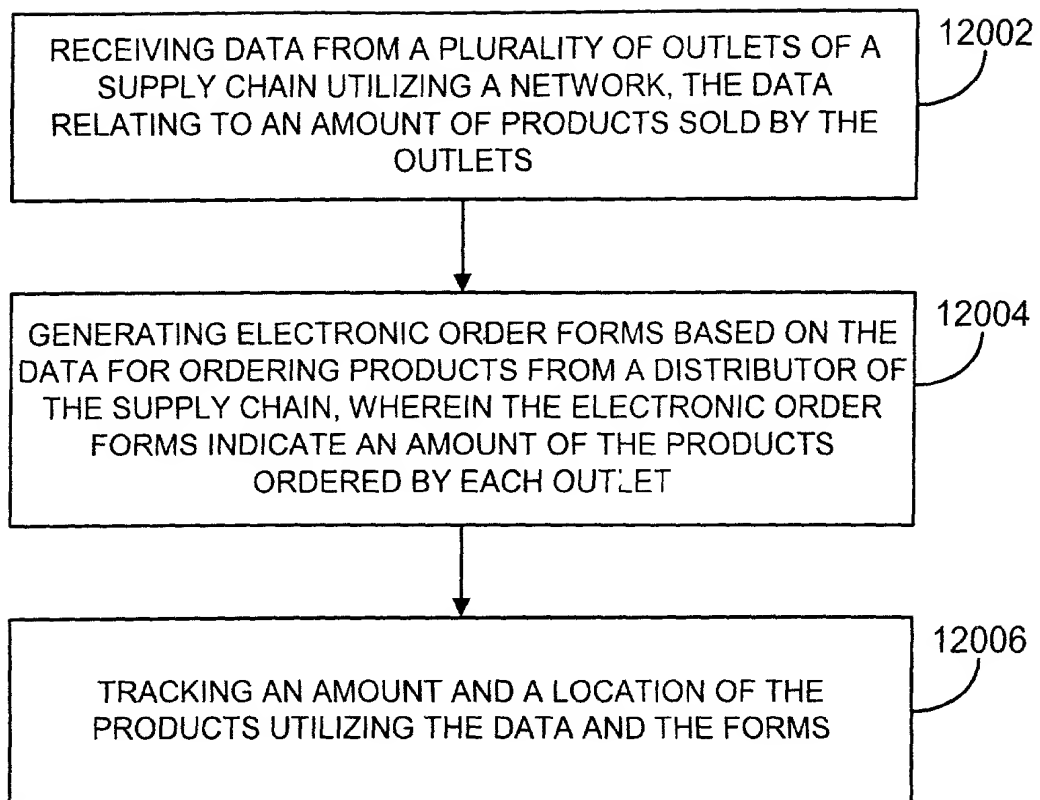 RECEIVING DATA FROM A PLURALITY OF OUTLETS OF A
SUPPLY CHAIN UTILIZING A NETWORK, THE DATA
RELATING TO AN AMOUNT OF PRODUCTS SOLD BY THE
OUTLETS
12002
GENERATING ELECTRONIC ORDER FORMS BASED ON THE
DATA FOR ORDERING PRODUCTS FROM A DISTRIBUTOR OF
THE SUPPLY CHAIN, WHEREIN THE ELECTRONIC ORDER
FORMS INDICATE AN AMOUNT OF THE PRODUCTS
ORDERED BY EACH OUTLET
12004
TRACKING AN AMOUNT AND A LOCATION OF THE
PRODUCTS UTILIZING THE DATA AND THE FORMS
12006